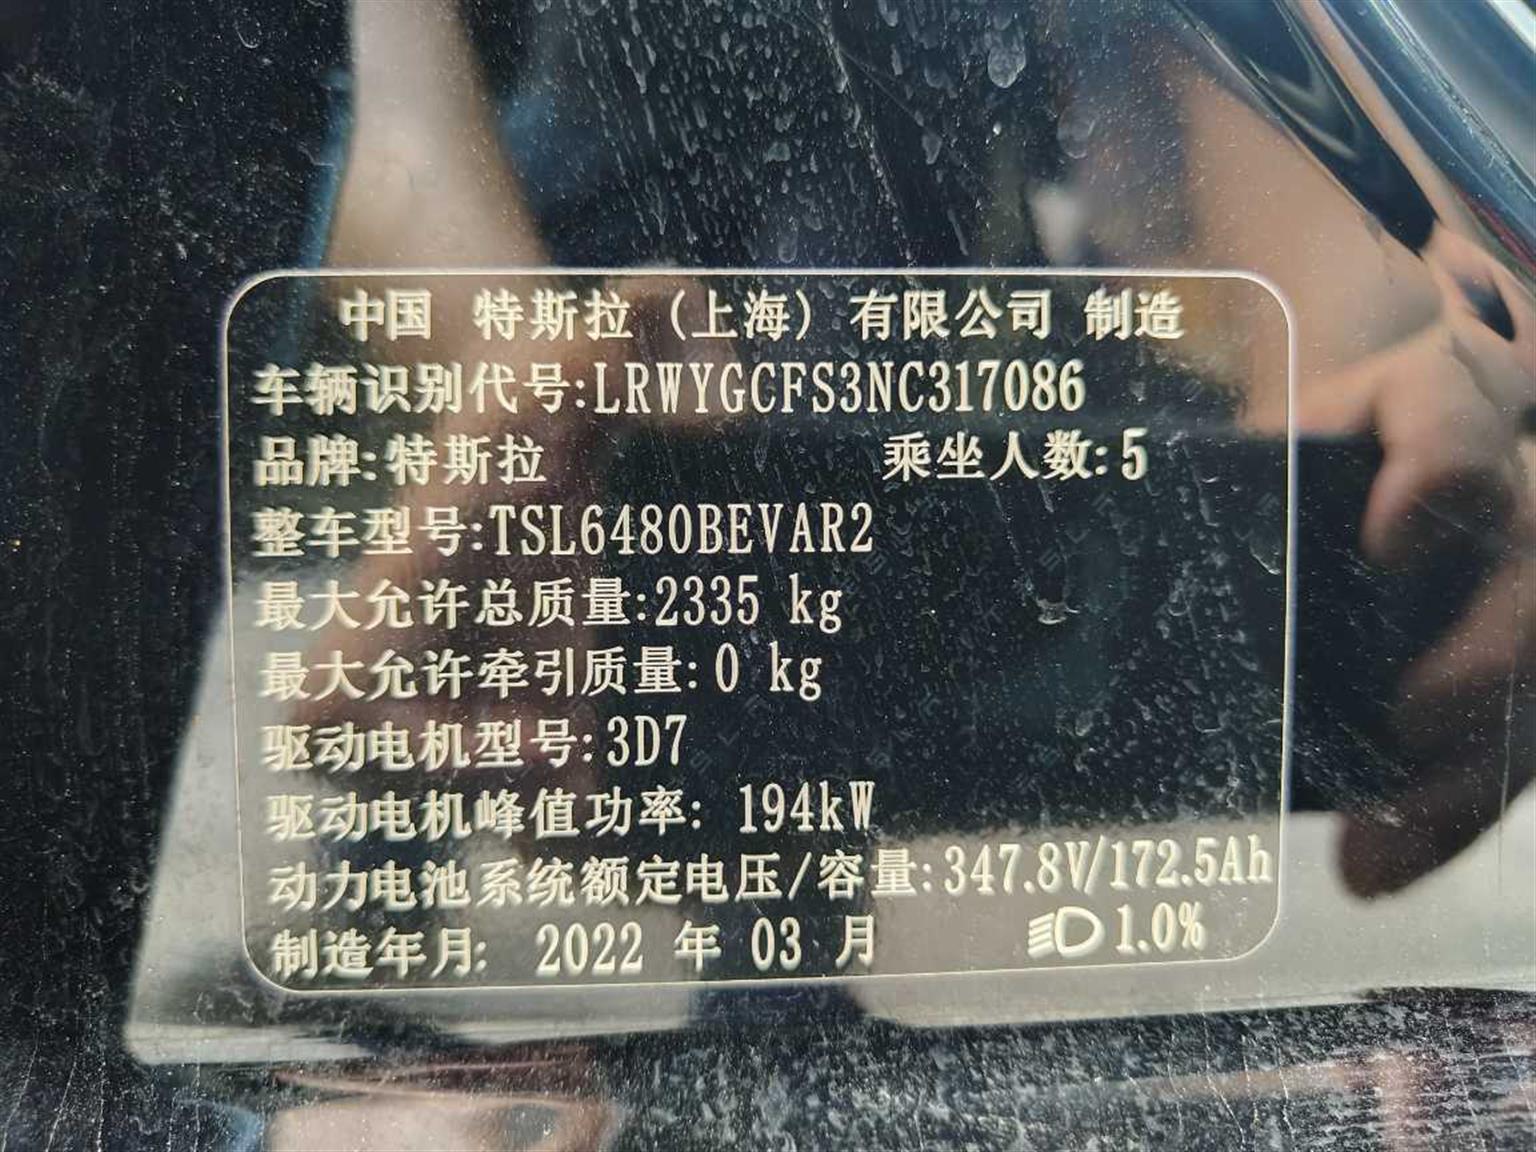 中国 特斯拉（上海）有限公司 制造
车辆识别代号:LRWYGCFS3NC317086
品牌:特斯拉 乘坐人数:5
整车型号:TSL6480BEVAR2
最大允许总质量:2335 kg
最大允许牵引质量: 0 kg
驱动电机型号:3D7
驱动电机峰值功率: 194kW
动力电池系统额定电压/容量:347.8V/172.5Ah
制造年月: 2022 年 03 月 1.0%